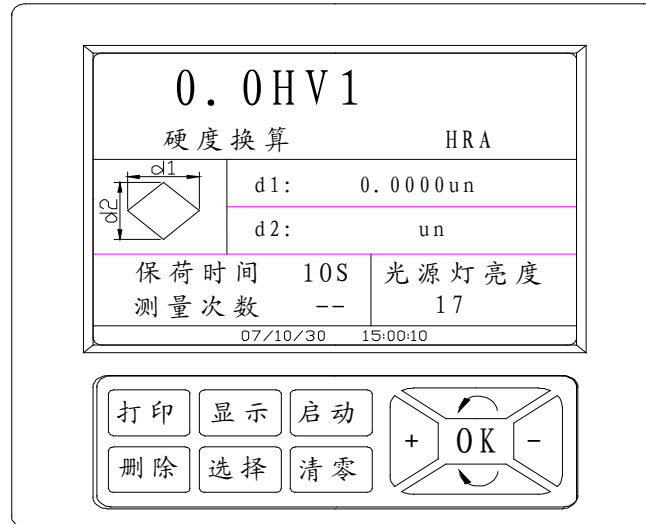 0.0HV1
硬度换算 HRA
d1
d2
d1: 0.0000un
d2: un
保荷时间 10S
测量次数 --
光源灯亮度
17
07/10/30 15:00:10
打印 显示 启动
删除 选择 清零
+ OK -